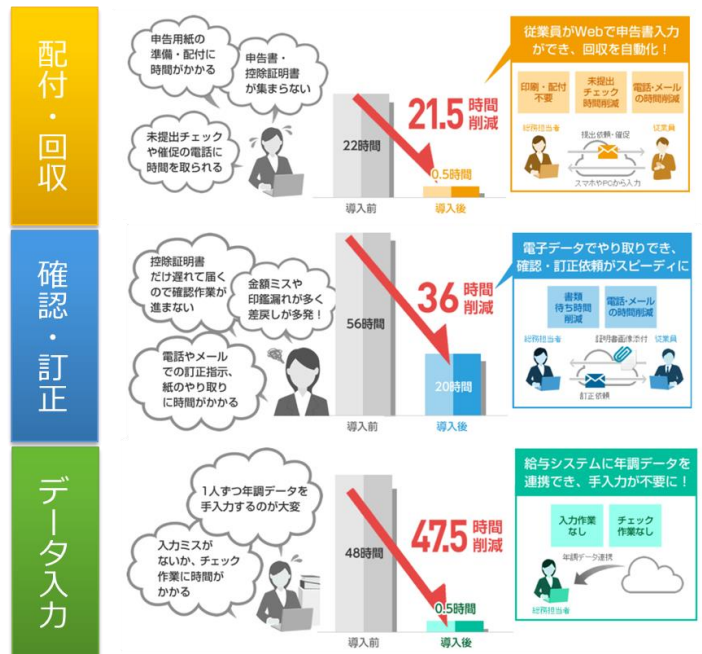 配付・回収
申告用紙の
準備・配付に
時間がかかる
申告書・
控除証明書
が集まらない
未提出チェック
や催促の電話に
時間を取られる
22時間
導入前
21.5 時間
削減
0.5時間
導入後
従業員がWebで申告書入力
ができ、回収を自動化！
印刷・配付
不要
未提出
チェック
時間削減
電話・メール
の時間削減
総務担当者
提出依頼・催促
従業員
スマホやPCから入力
確認・訂正
控除証明書
だけ遅れて届く
ので確認作業が
進まない
金額ミスや
印鑑漏れが多く
差戻しが多発！
電話やメール
での訂正指示、
紙のやり取り
に時間がかかる
56時間
導入前
36 時間
削減
20時間
導入後
電子データでやり取りでき、
確認・訂正依頼がスピーディに
書類
待ち時間
削減
電話・メール
の時間削減
総務担当者
証明書画像添付
従業員
訂正依頼
データ入力
1人ずつ年調データを
手入力するのが大変
入力ミスが
ないか、チェック
作業に時間が
かかる
48時間
導入前
47.5 時間
削減
0.5時間
導入後
給与システムに年調データを
連携でき、手入力が不要に！
入力作業
なし
チェック
作業なし
年調データ連携
総務担当者